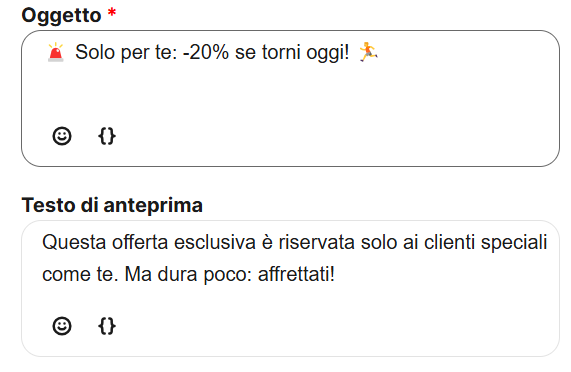 Oggetto *
🚨 Solo per te: -20% se torni oggi! 🏃
{}
Testo di anteprima
Questa offerta esclusiva è riservata solo ai clienti speciali
come te. Ma dura poco: affrettati!
{}